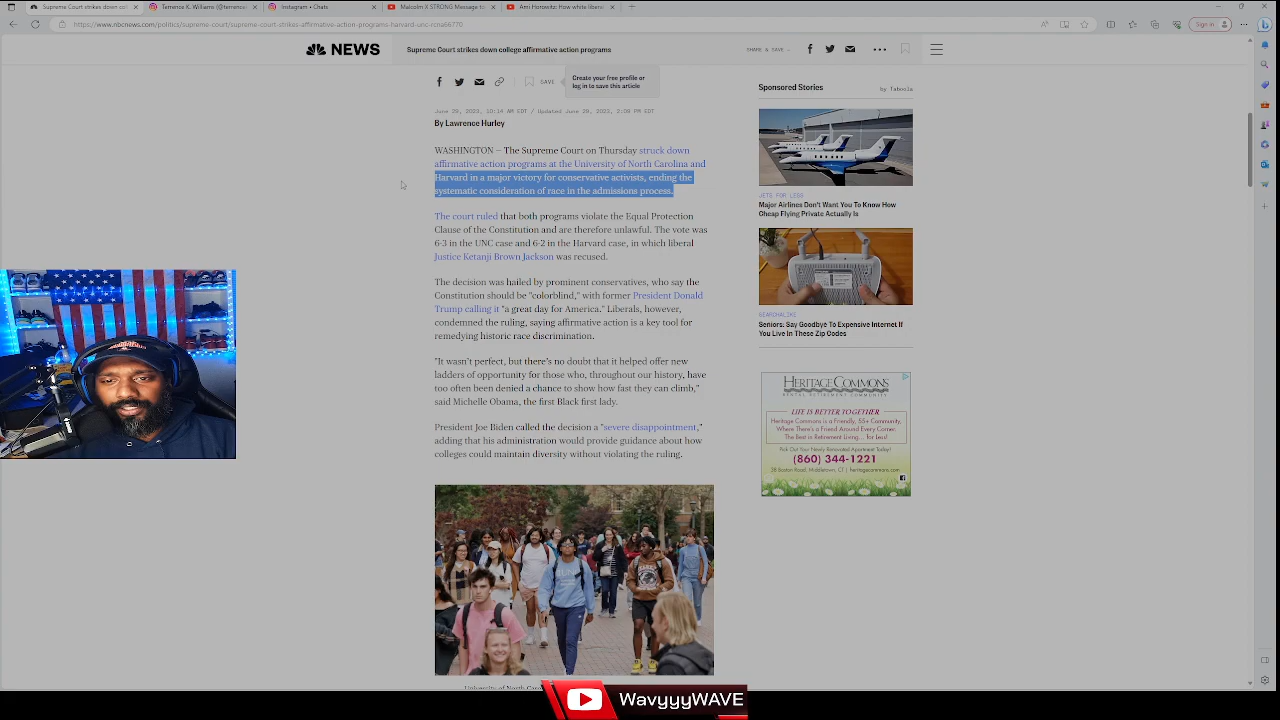 Supreme Court strikes down col
Terrence K. Williams (@terrence
Instagram • Chats
Malcolm X STRONG Message t
Ami Horowitz: How white libera
https://www.nbcnews.com/politics/supreme-court/supreme-court-strikes-affirmative-action-programs-harvard-unc-rcna66770
Sign in
NEWS
Supreme Court strikes down college affirmative action programs
SHARE & SAVE
SAVE
Create your free profile or
log in to save this article
June 29, 2023, 10:14 AM EDT / Updated June 29, 2023, 2:09 PM EDT
By Lawrence Hurley
WASHINGTON — The Supreme Court on Thursday struck down
affirmative action programs at the University of North Carolina and
Harvard in a major victory for conservative activists, ending the
systematic consideration of race in the admissions process.
The court ruled that both programs violate the Equal Protection
Clause of the Constitution and are therefore unlawful. The vote was
6-3 in the UNC case and 6-2 in the Harvard case, in which liberal
Justice Ketanji Brown Jackson was recused.
The decision was hailed by prominent conservatives, who say the
Constitution should be "colorblind," with former President Donald
Trump calling it "a great day for America." Liberals, however,
condemned the ruling, saying affirmative action is a key tool for
remedying historic race discrimination.
"It wasn't perfect, but there's no doubt that it helped offer new
ladders of opportunity for those who, throughout our history, have
too often been denied a chance to show how fast they can climb,"
said Michelle Obama, the first Black first lady.
President Joe Biden called the decision a "severe disappointment,"
adding that his administration would provide guidance about how
colleges could maintain diversity without violating the ruling.
Sponsored Stories
by Taboola
JETS FOR LESS
Major Airlines Don't Want You To Know How
Cheap Flying Private Actually Is
SEARCHALIKE
Seniors: Say Goodbye To Expensive Internet If
You Live In These Zip Codes
HERITAGE COMMONS
RENTAL RETIREMENT COMMUNITY
LIFE IS BETTER TOGETHER
Heritage Commons is a Friendly, 55+ Community,
Where There's a Friend Around Every Corner.
The Best in Retirement Living... for Less!
Pick Out Your Newly Renovated Apartment Today!
(860) 344-1221
38 Boston Road, Middletown, CT | heritagecommons.com
WavyyyWAVE